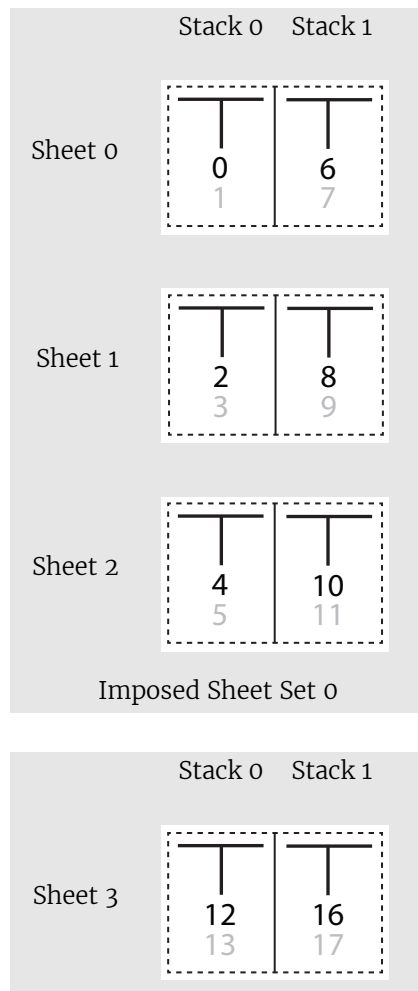 Stack 0 Stack 1
Sheet 0
0 6
1 7
Sheet 1
2 8
3 9
Sheet 2
4 10
5 11
Imposed Sheet Set 0
Stack 0 Stack 1
Sheet 3
12 16
13 17